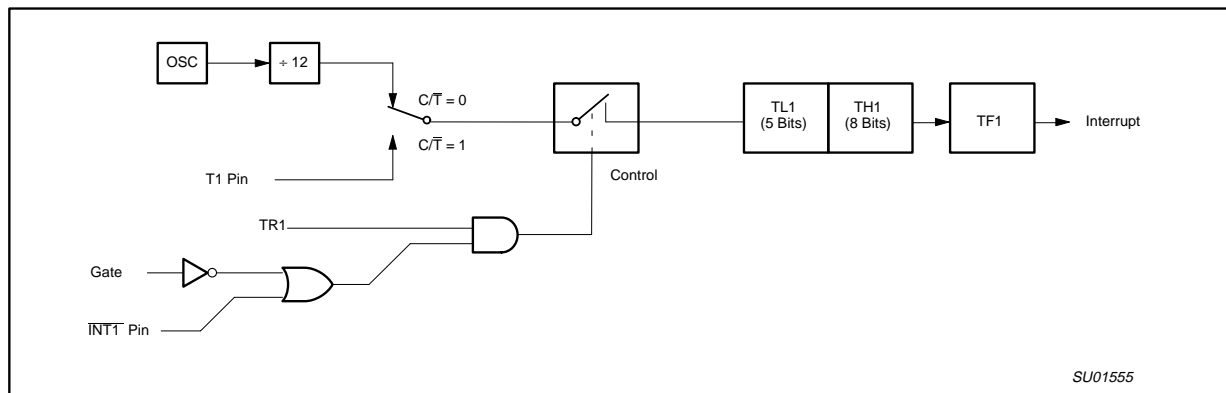 OSC
÷ 12
C/T̅ = 0
C/T̅ = 1
T1 Pin
TL1
(5 Bits)
TH1
(8 Bits)
TF1
Interrupt
Control
TR1
Gate
I̅N̅T̅1̅ Pin
SU01555